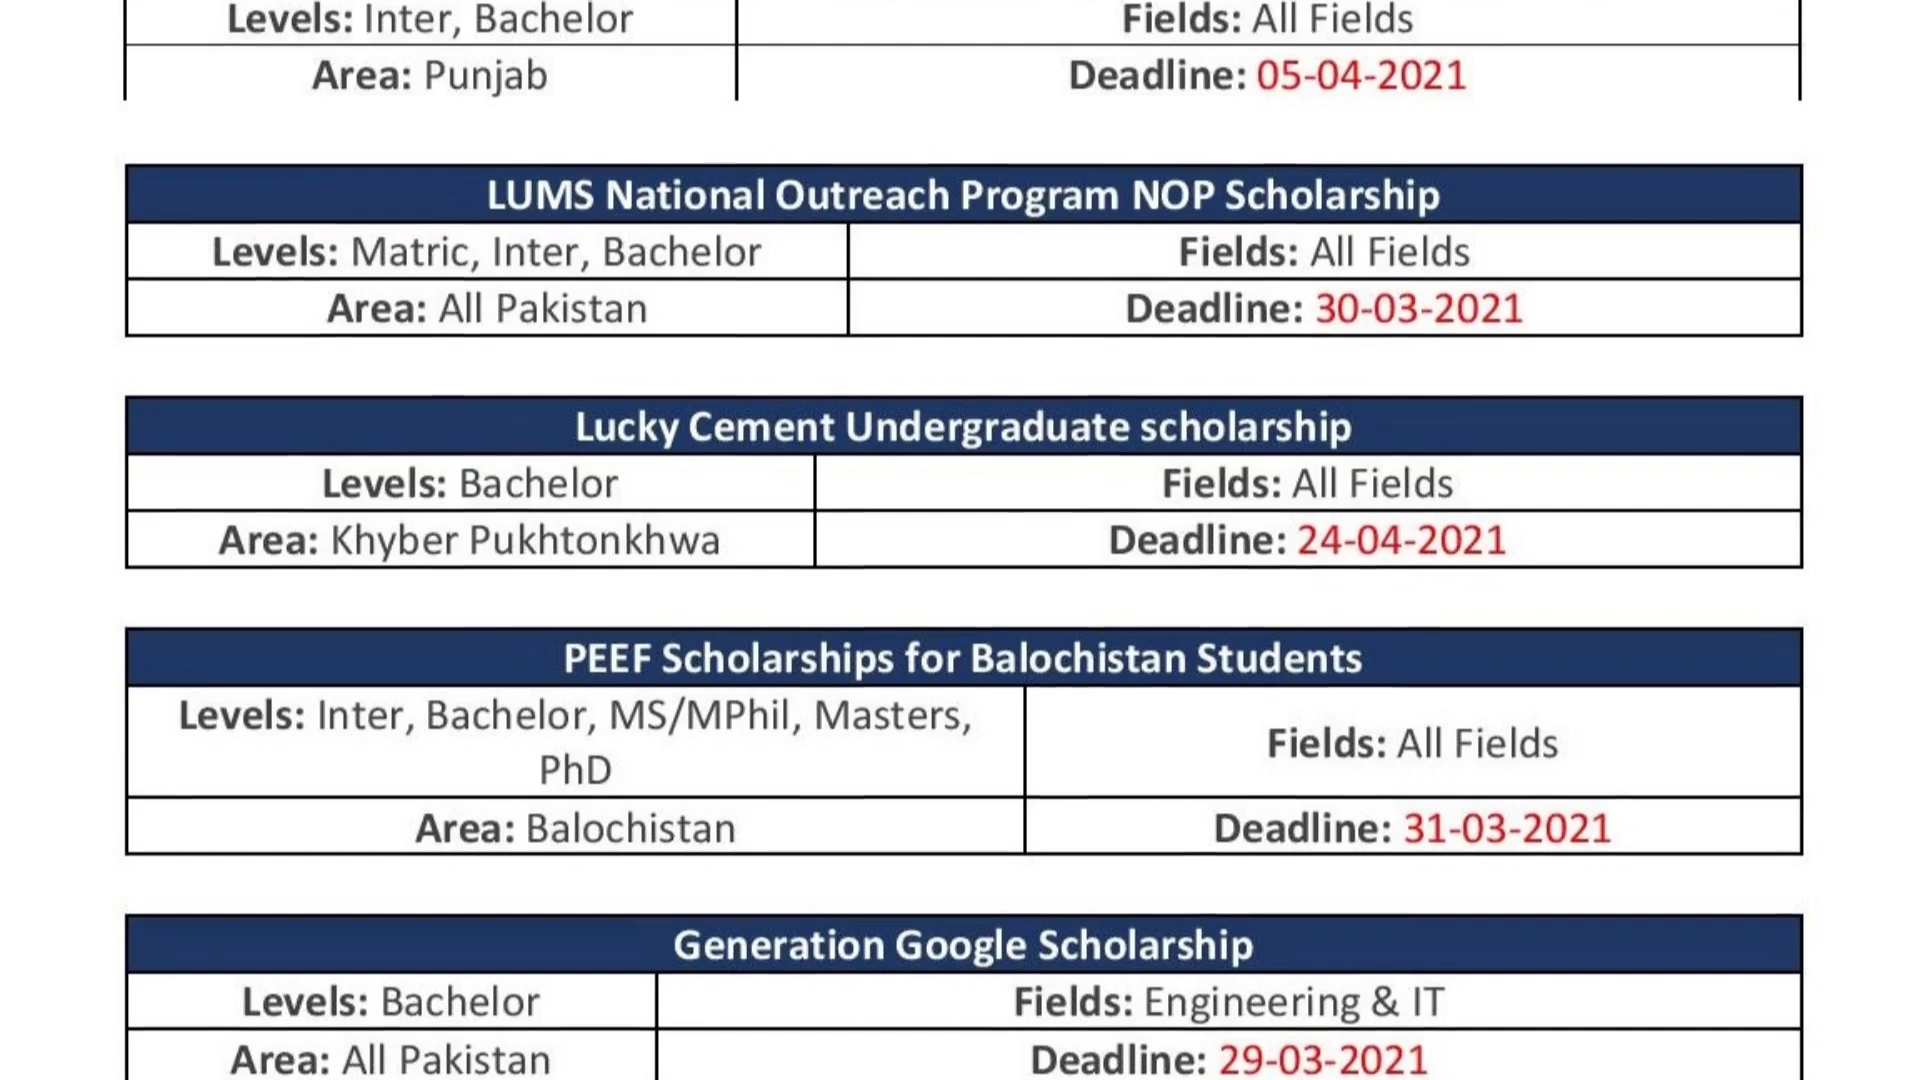 Levels: Inter, Bachelor
Fields: All Fields
Area: Punjab
Deadline: 05-04-2021
LUMS National Outreach Program NOP Scholarship
Levels: Matric, Inter, Bachelor
Fields: All Fields
Area: All Pakistan
Deadline: 30-03-2021
Lucky Cement Undergraduate scholarship
Levels: Bachelor
Fields: All Fields
Area: Khyber Pukhtonkhwa
Deadline: 24-04-2021
PEEF Scholarships for Balochistan Students
Levels: Inter, Bachelor, MS/MPhil, Masters,
PhD
Fields: All Fields
Area: Balochistan
Deadline: 31-03-2021
Generation Google Scholarship
Levels: Bachelor
Fields: Engineering & IT
Area: All Pakistan
Deadline: 29-03-2021